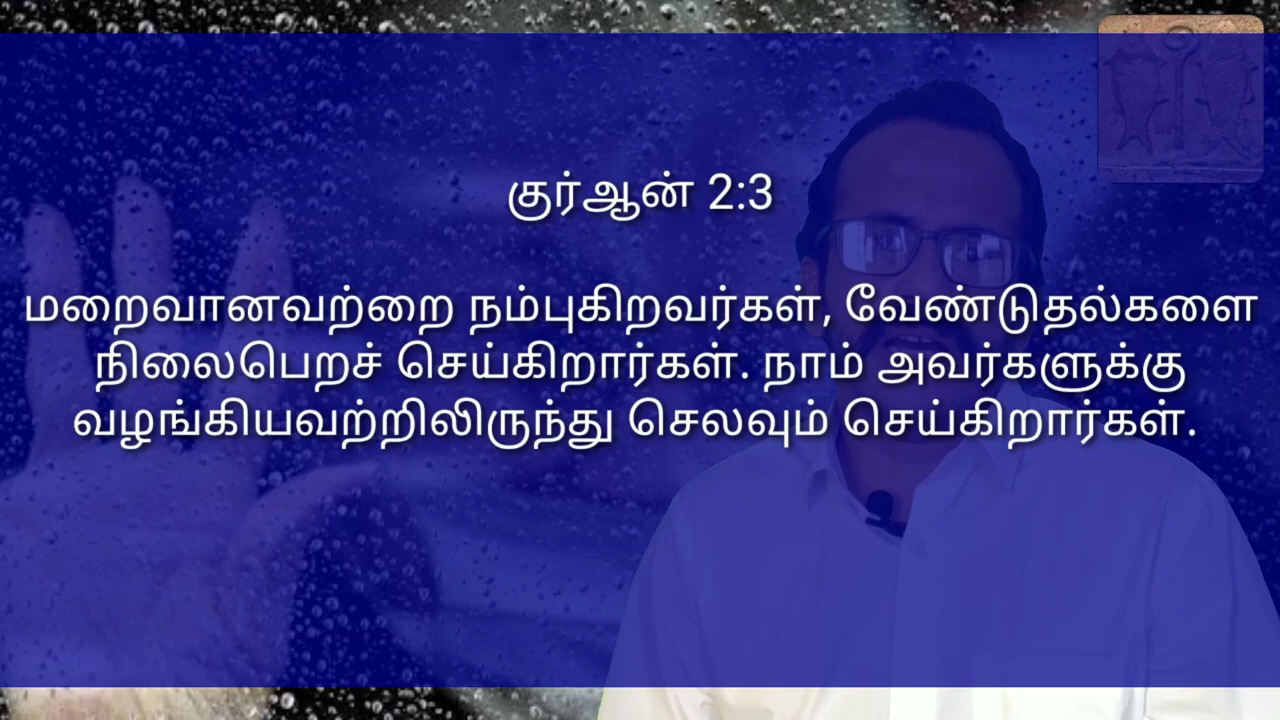 குர்ஆன் 2:3
மறைவானவற்றை நம்புகிறவர்கள், வேண்டுதல்களை
நிலைபெறச் செய்கிறார்கள். நாம் அவர்களுக்கு
வழங்கியவற்றிலிருந்து செலவும் செய்கிறார்கள்.